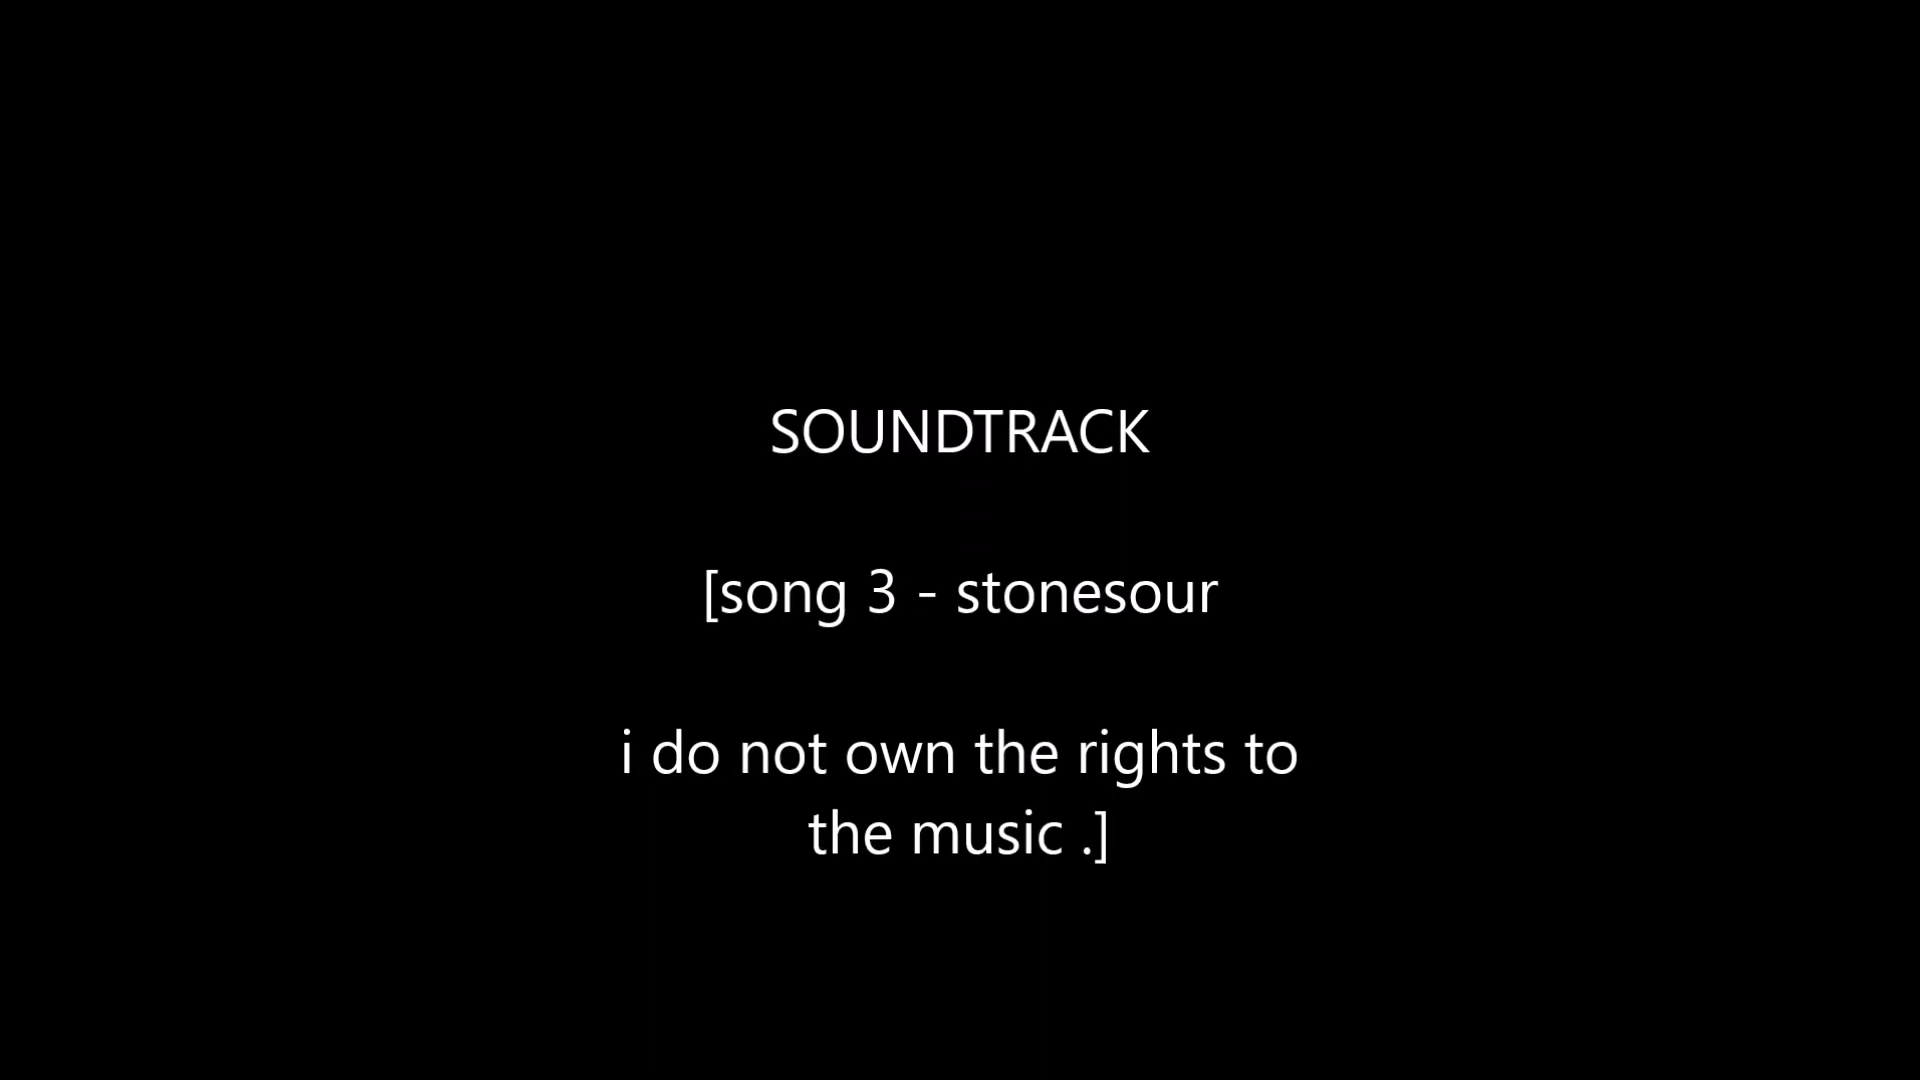 SOUNDTRACK
[song 3 - stonesour
i do not own the rights to
the music .]